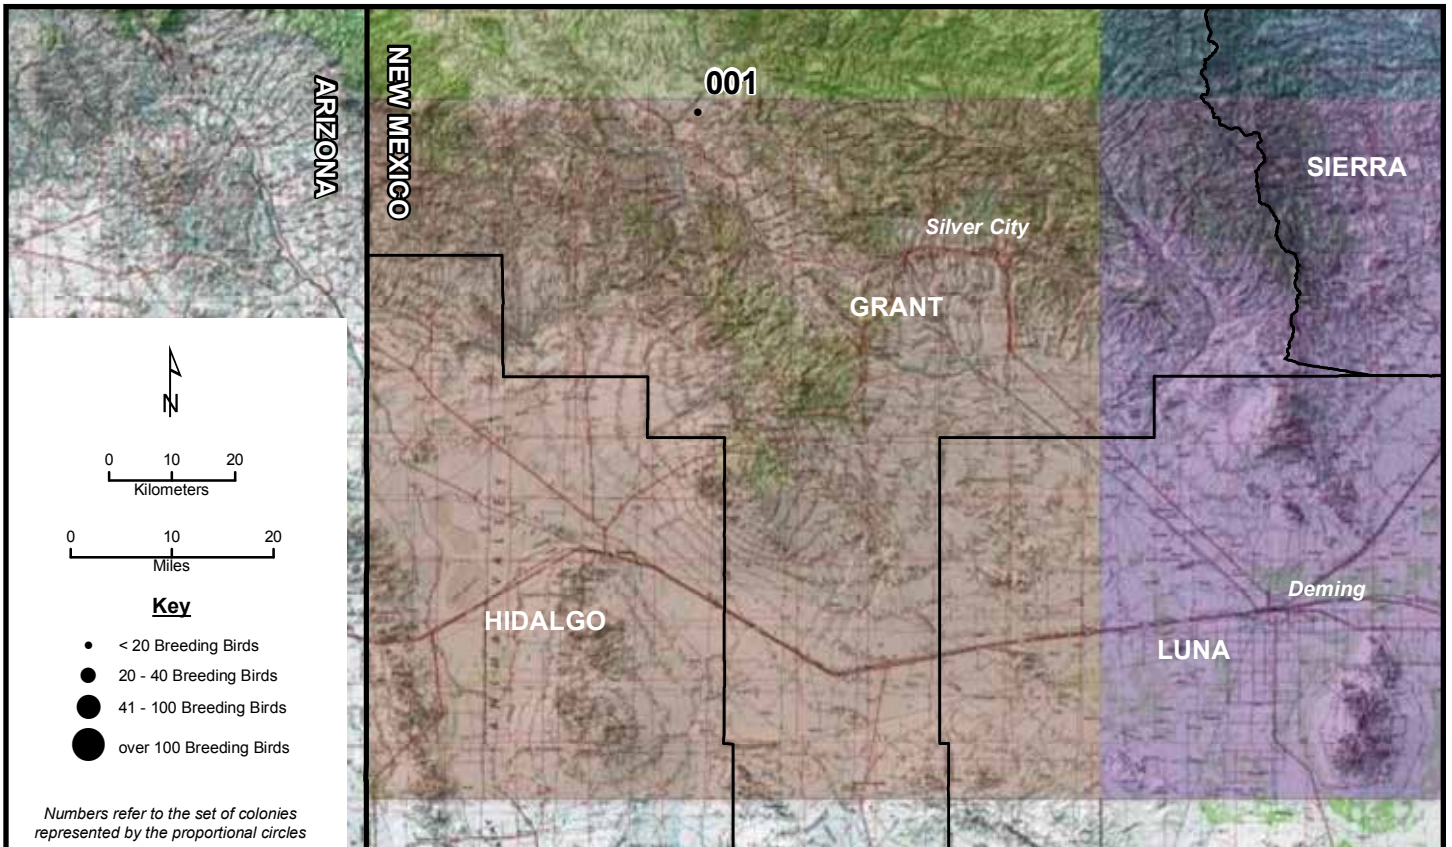 001
ARIZONA
NEW MEXICO
SIERRA
Silver City
GRANT
N
0 10 20
Kilometers
0 10 20
Miles
Key
< 20 Breeding Birds
20 - 40 Breeding Birds
41 - 100 Breeding Birds
over 100 Breeding Birds
Numbers refer to the set of colonies
represented by the proportional circles
HIDALGO
Deming
LUNA